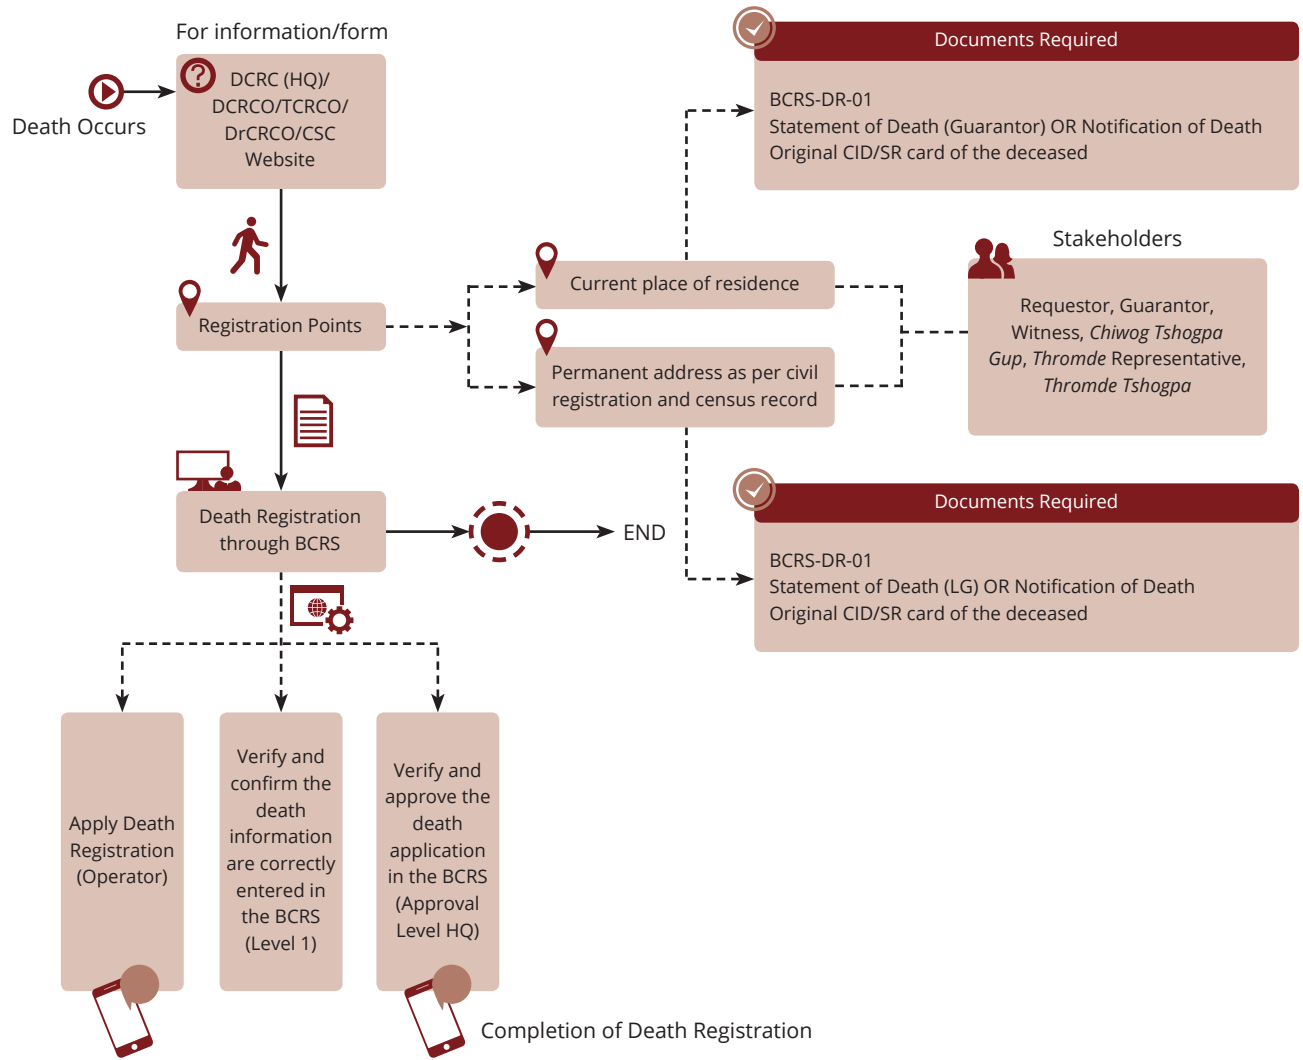 For information/form
DCRC (HQ)/
DCRCO/TCRCO/
DrCRCO/CSC
Website
Death Occurs
Documents Required
BCRS-DR-01
Statement of Death (Guarantor) OR Notification of Death
Original CID/SR card of the deceased
Registration Points
Current place of residence
Permanent address as per civil
registration and census record
Stakeholders
Requestor, Guarantor,
Witness, Chiwog Tshogpa
Gup, Thromde Representative,
Thromde Tshogpa
Death Registration
through BCRS
END
Documents Required
BCRS-DR-01
Statement of Death (LG) OR Notification of Death
Original CID/SR card of the deceased
Apply Death
Registration
(Operator)
Verify and
confirm the
death
information
are correctly
entered in
the BCRS
(Level 1)
Verify and
approve the
death
application
in the BCRS
(Approval
Level HQ)
Completion of Death Registration